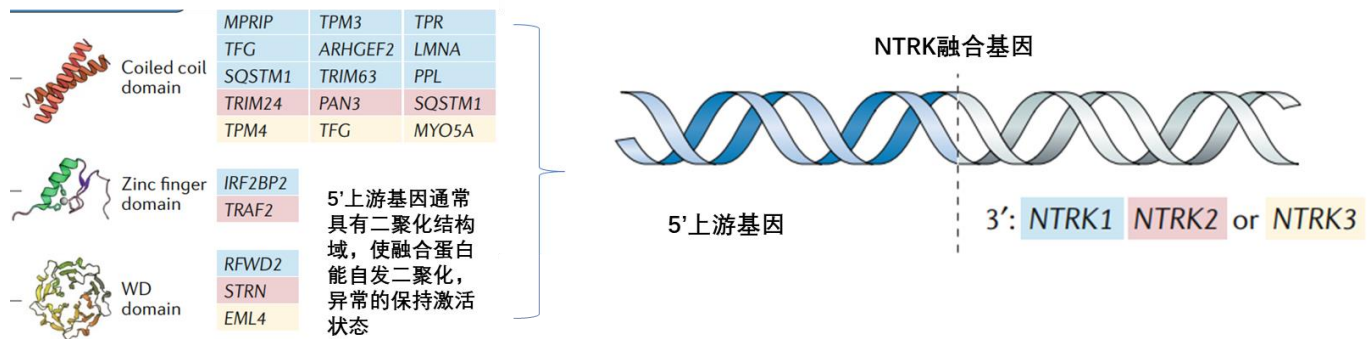 MPRIP TPM3 TPR
TFG ARHGEF2 LMNA
SQSTM1 TRIM63 PPL
TRIM24 PAN3 SQSTM1
TPM4 TFG MYO5A
Coiled coil
domain
Zinc finger
domain
IRF2BP2
TRAF2
WD
domain
RFWD2
STRN
EML4
5’上游基因通常
具有二聚化结构
域，使融合蛋白
能自发二聚化，
异常的保持激活
状态
NTRK融合基因
5’上游基因
3′: NTRK1 NTRK2 or NTRK3